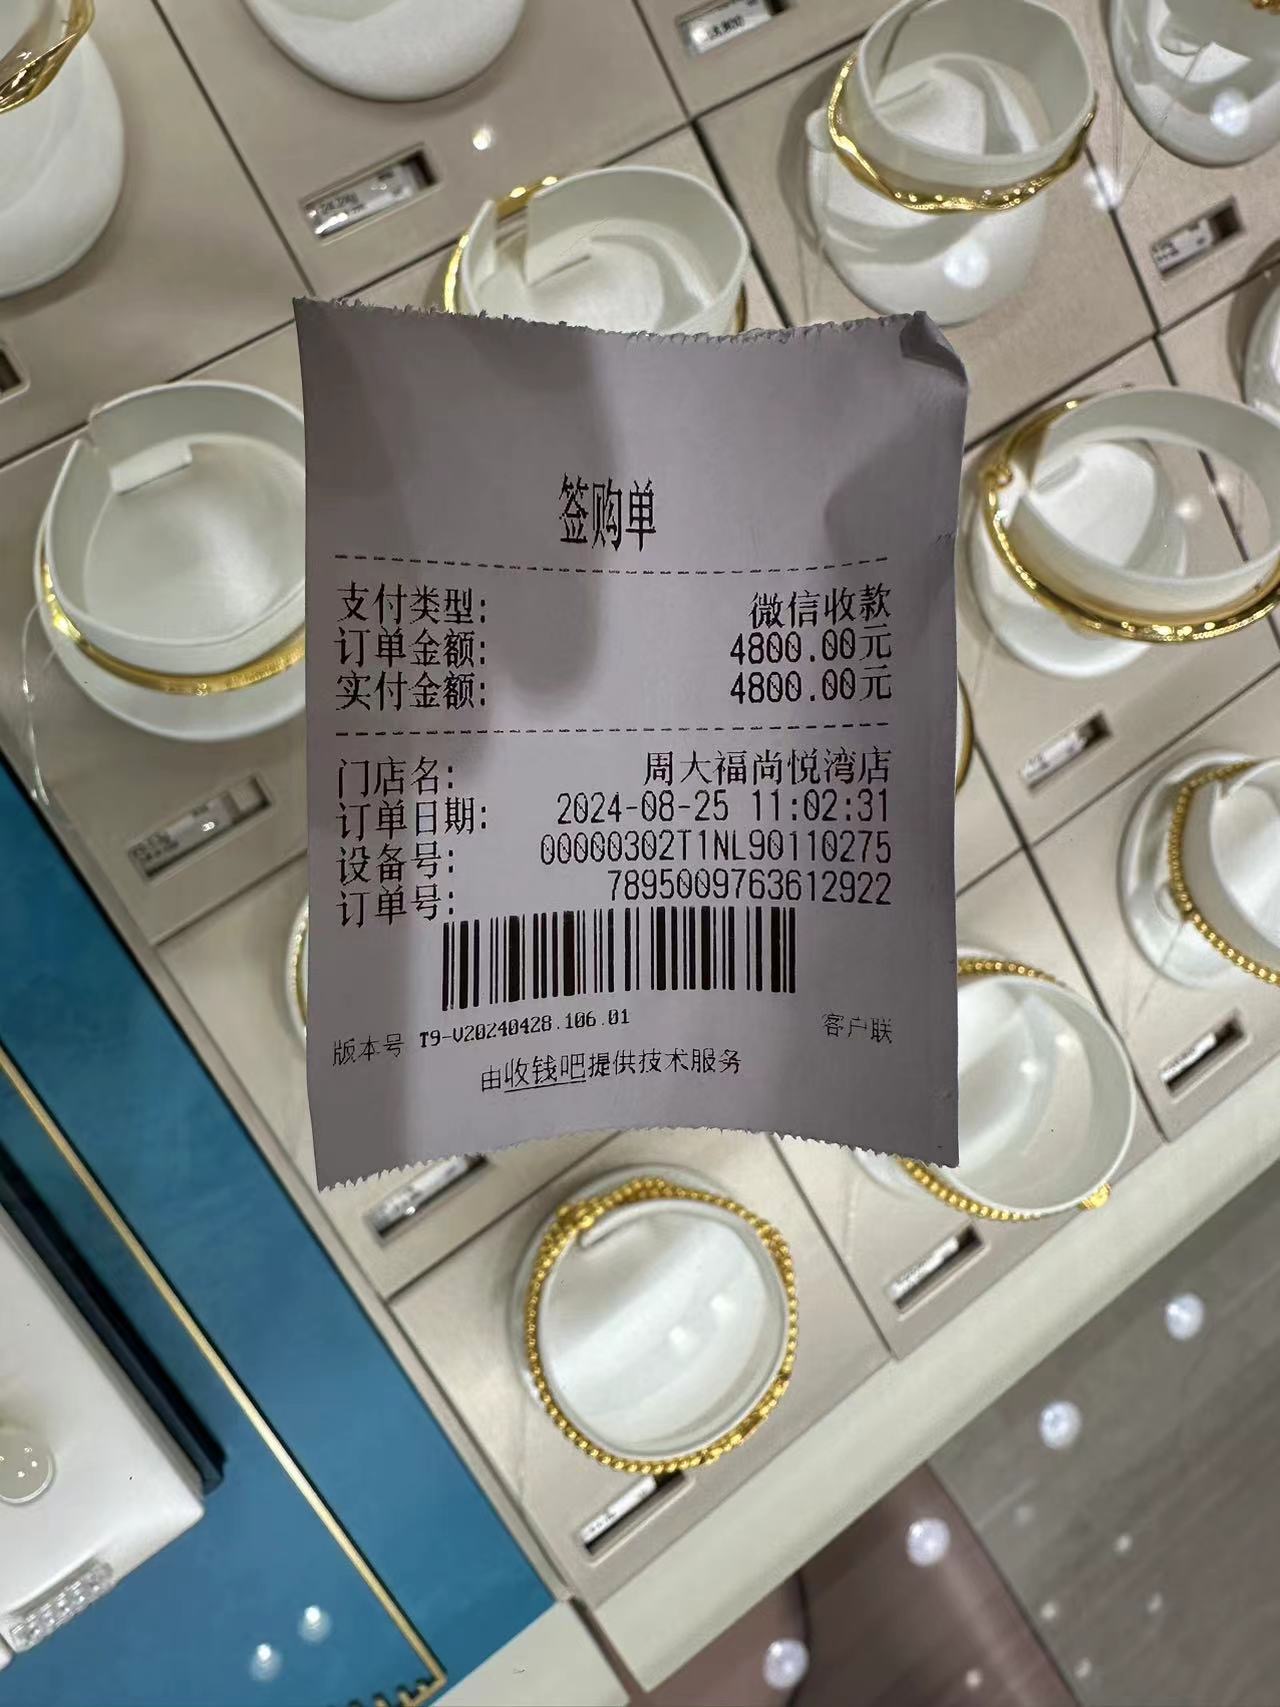 签购单
支付类型: 微信收款
订单金额: 4800.00元
实付金额: 4800.00元
门店名: 周大福尚悦湾店
订单日期: 2024-08-25 11:02:31
设备号: 00000302T1NL90110275
订单号: 7895009763612922
版本号 T9-V20240428.106.01 客户联
由收钱吧提供技术服务